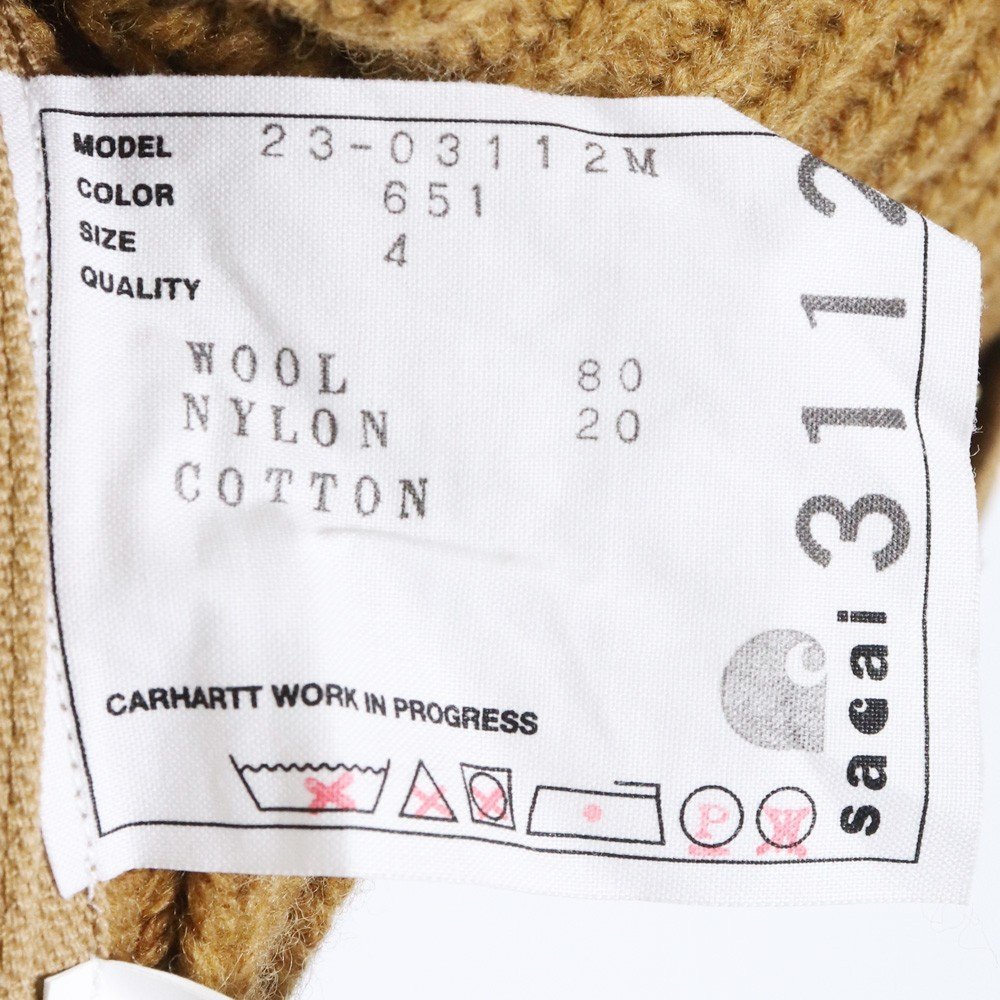 MODEL 23-03112M
COLOR 651
SIZE 4
QUALITY
WOOL 80
NYLON 20
COTTON
CARHARTT WORK IN PROGRESS
P
W
sacai 3112